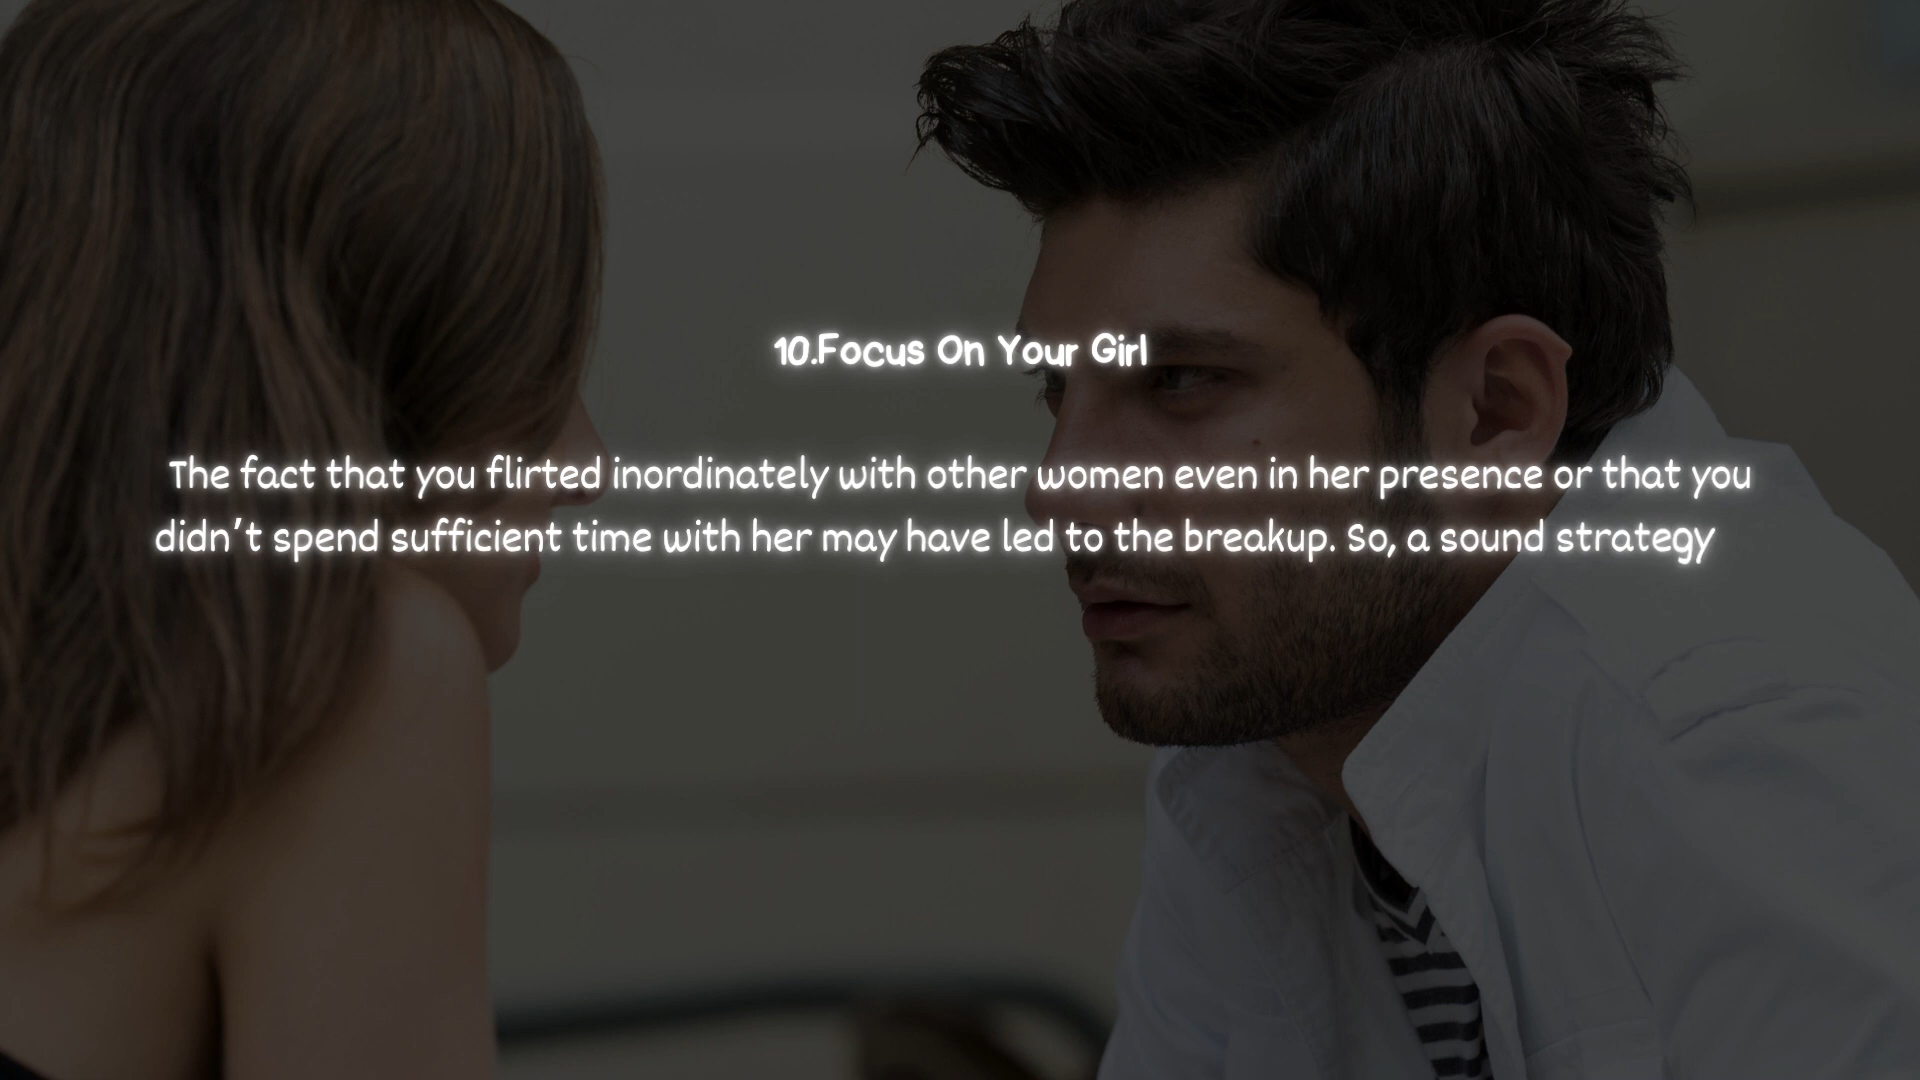 10.Focus On Your Girl
The fact that you flirted inordinately with other women even in her presence or that you
didn't spend sufficient time with her may have led to the breakup. So, a sound strategy